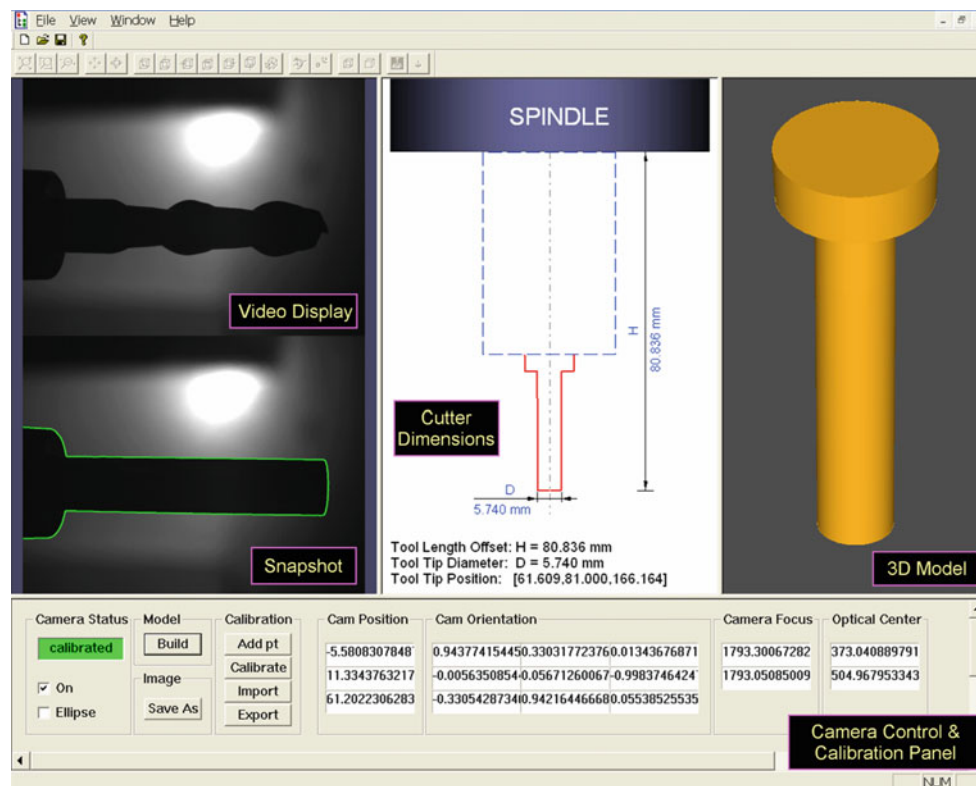 File View Window Help
Video Display
Snapshot
SPINDLE
H
80.836 mm
Cutter
Dimensions
D
5.740 mm
Tool Length Offset: H = 80.836 mm
Tool Tip Diameter: D = 5.740 mm
Tool Tip Position: [61.609,81.000,166.164]
3D Model
Camera Status Model Calibration Cam Position Cam Orientation Camera Focus Optical Center
calibrated Build Add pt -5.5808307848 0.943774154450.330317723760.01343676871 1793.30067282 373.040889791
Calibrate 11.3343763217 -0.0056350854-0.05671260067-0.9983746424 1793.05085009 504.967953343
On Image Import 61.2022306283 -0.33054287340.9421644666800.05538525535
Ellipse Save As Export
Camera Control &
Calibration Panel
NUM